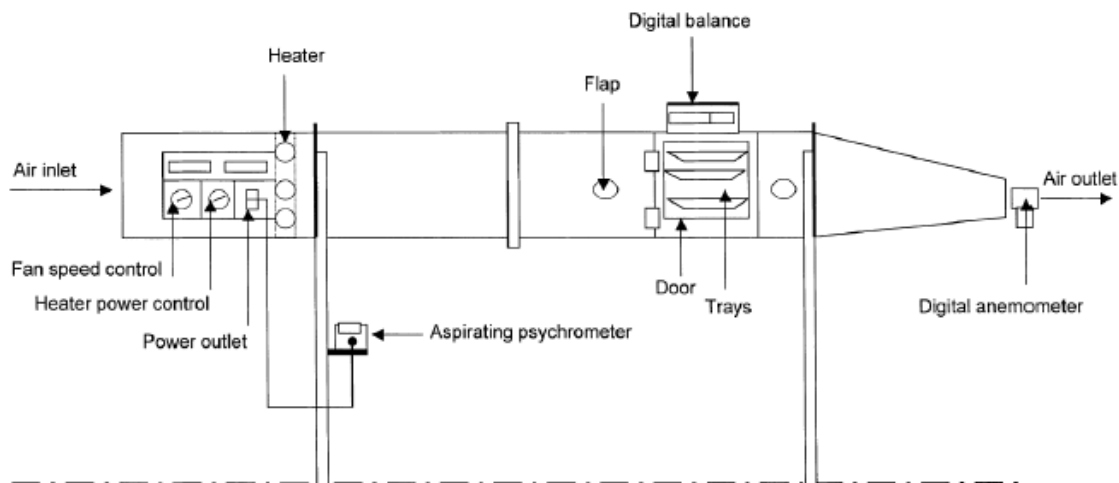 Digital balance
Heater
Flap
Air inlet
Air outlet
Fan speed control
Heater power control
Power outlet
Door
Trays
Digital anemometer
Aspirating psychrometer